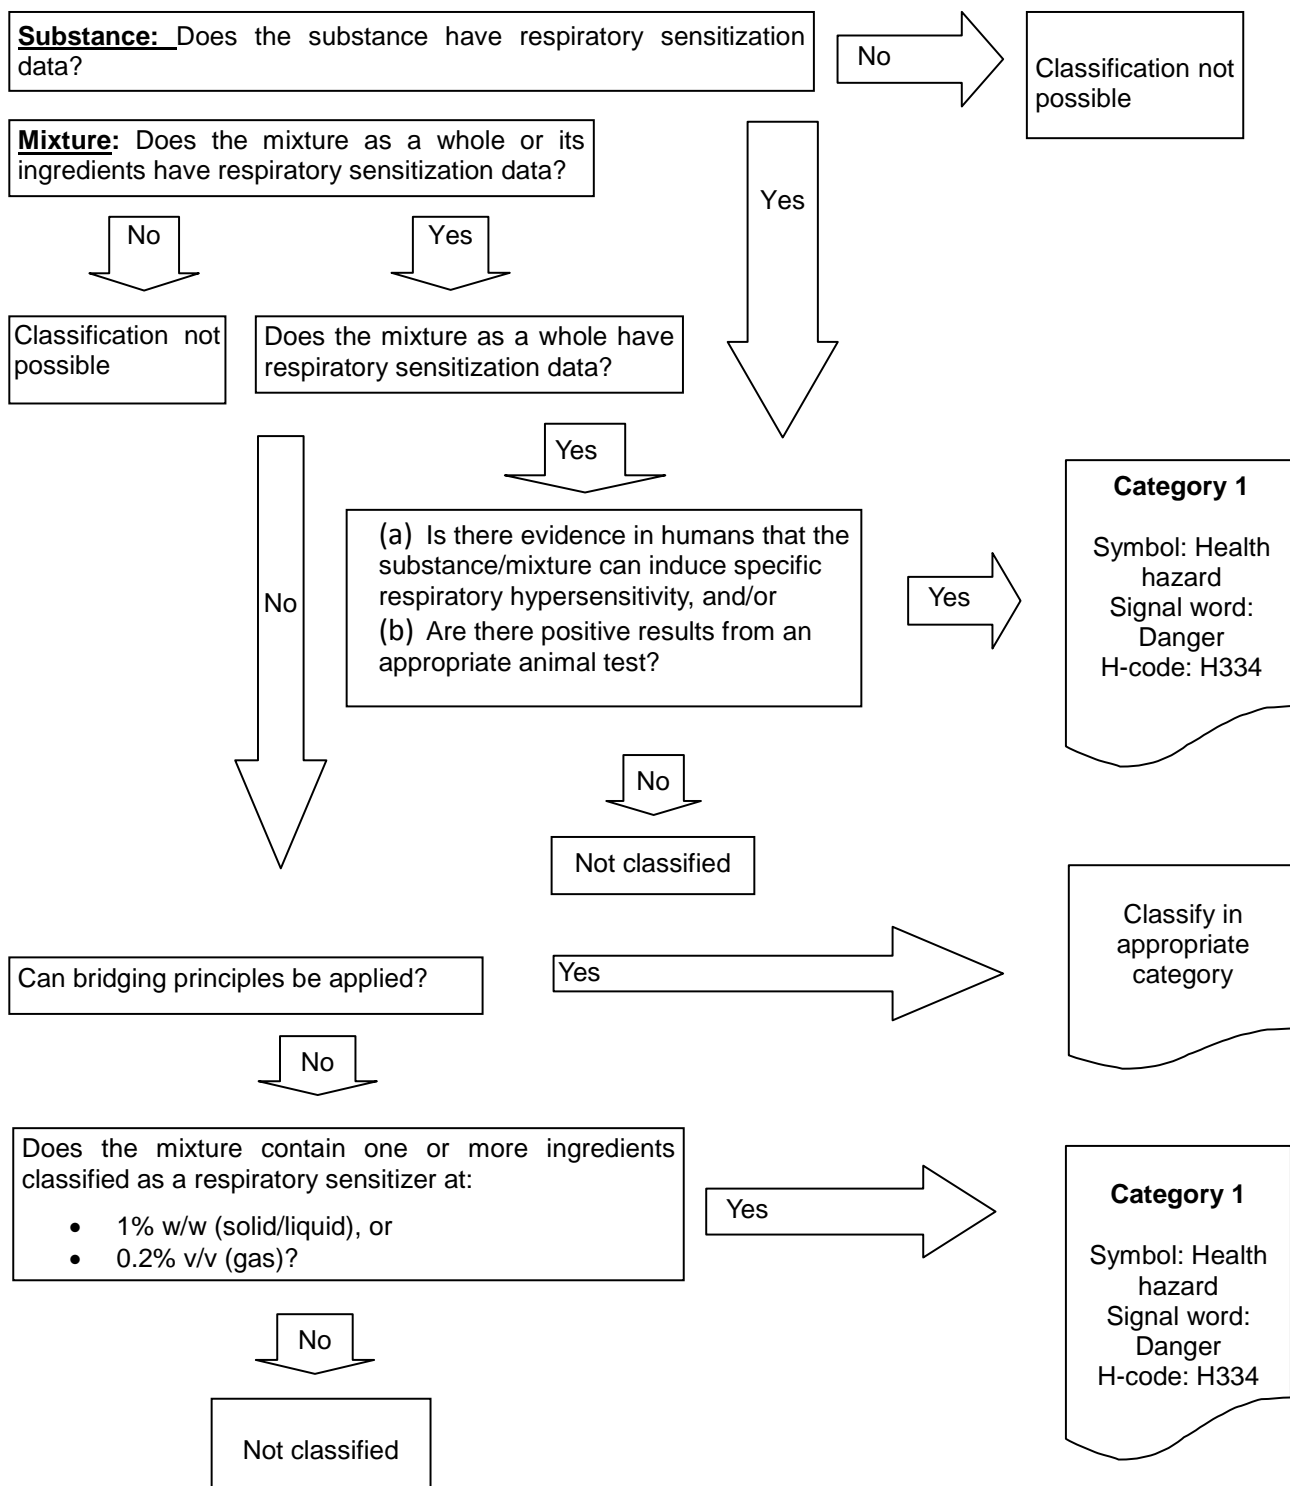 Substance: Does the substance have respiratory sensitization
data?
No
Classification not
possible
Mixture: Does the mixture as a whole or its
ingredients have respiratory sensitization data?
Yes
No
Yes
Classification not
possible
Does the mixture as a whole have
respiratory sensitization data?
Yes
No
(a) Is there evidence in humans that the
substance/mixture can induce specific
respiratory hypersensitivity, and/or
(b) Are there positive results from an
appropriate animal test?
Yes
Category 1
Symbol: Health
hazard
Signal word:
Danger
H-code: H334
No
Not classified
Can bridging principles be applied?
Yes
Classify in
appropriate
category
No
Does the mixture contain one or more ingredients
classified as a respiratory sensitizer at:
• 1% w/w (solid/liquid), or
• 0.2% v/v (gas)?
Yes
Category 1
Symbol: Health
hazard
Signal word:
Danger
H-code: H334
No
Not classified